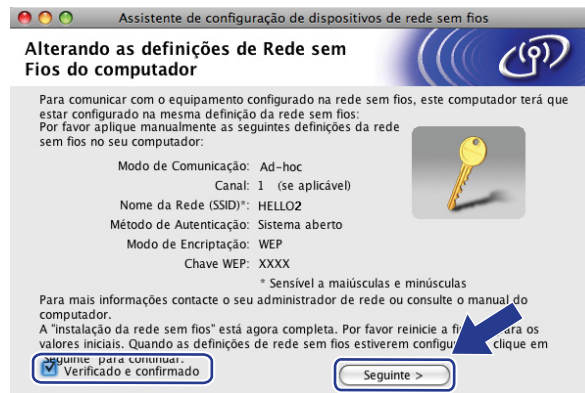 Assistente de configuração de dispositivos de rede sem fios
Alterando as definições de Rede sem
Fios do computador
Para comunicar com o equipamento configurado na rede sem fios, este computador terá que
estar configurado na mesma definição da rede sem fios:
Por favor aplique manualmente as seguintes definições da rede
sem fios no seu computador:
Modo de Comunicação: Ad-hoc
Canal: 1 (se aplicável)
Nome da Rede (SSID)*: HELLO2
Método de Autenticação: Sistema aberto
Modo de Encriptação: WEP
Chave WEP: XXXX
* Sensível a maiúsculas e minúsculas
Para mais informações contacte o seu administrador de rede ou consulte o manual do
computador.
A "instalação da rede sem fios" está agora completa. Por favor reinicie a os
valores iniciais. Quando as definições de rede sem fios estiverem clique em
Seguinte para continuar.
Verificado e confirmado
Seguinte >